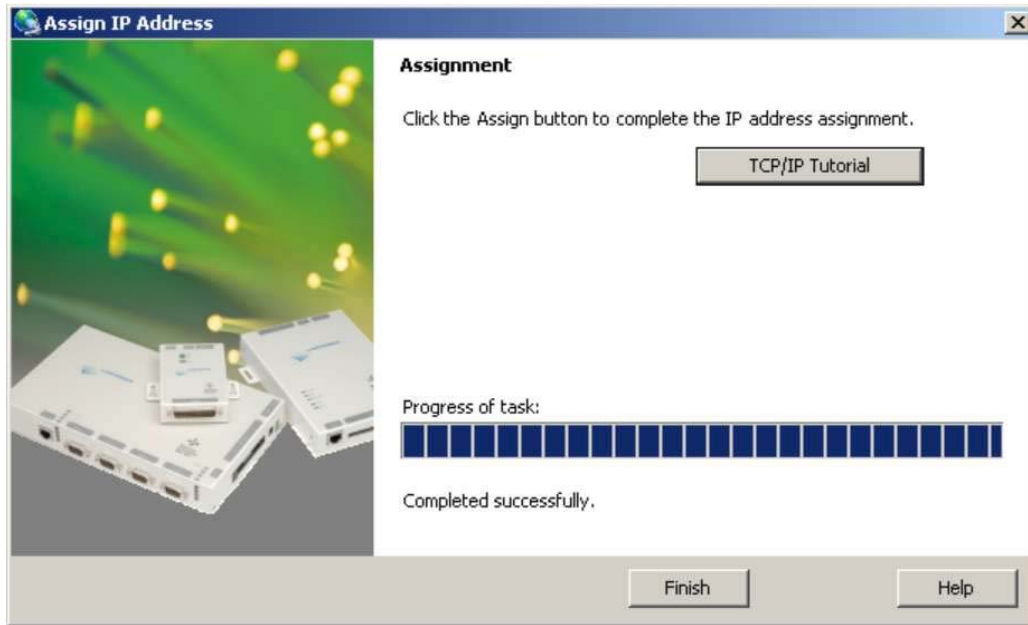 Assign IP Address
Assignment
Click the Assign button to complete the IP address assignment.
TCP/IP Tutorial
Progress of task:
Completed successfully.
Finish
Help